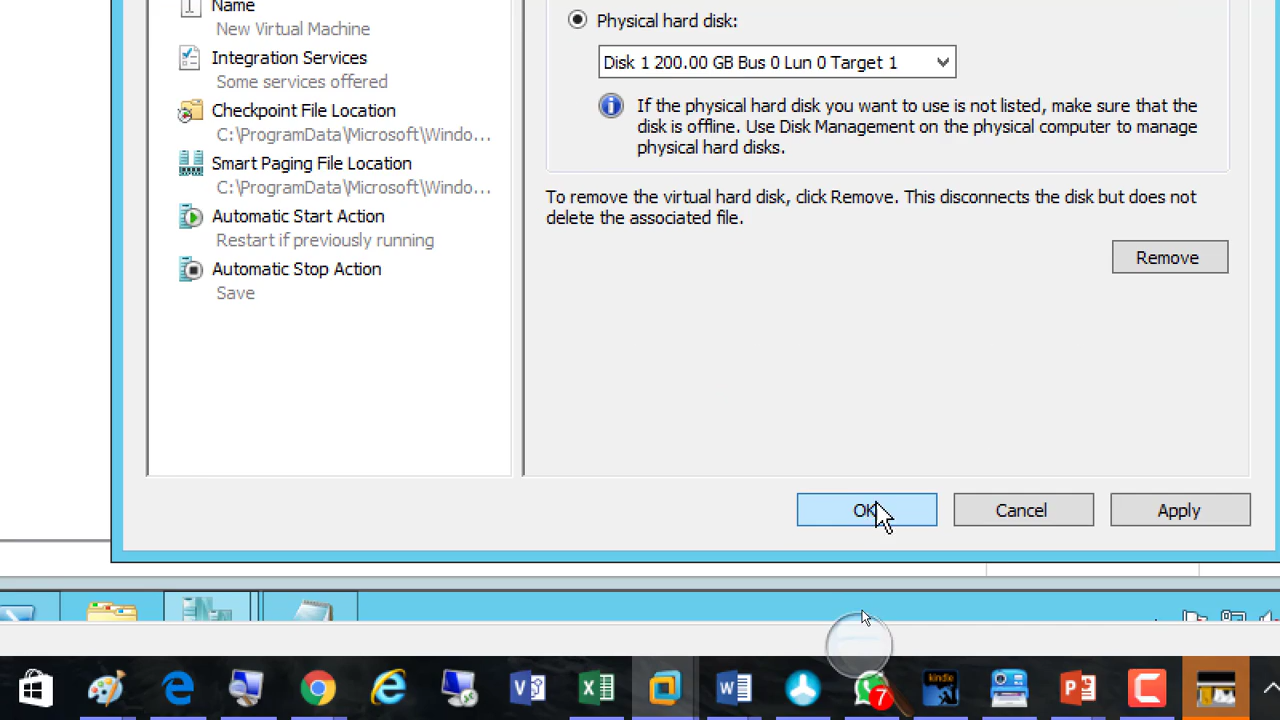 Name
New Virtual Machine
Integration Services
Some services offered
Checkpoint File Location
C:\ProgramData\Microsoft\Windo...
Smart Paging File Location
C:\ProgramData\Microsoft\Windo...
Automatic Start Action
Restart if previously running
Automatic Stop Action
Save
Physical hard disk:
Disk 1 200.00 GB Bus 0 Lun 0 Target 1
If the physical hard disk you want to use is not listed, make sure that the
disk is offline. Use Disk Management on the physical computer to manage
physical hard disks.
To remove the virtual hard disk, click Remove. This disconnects the disk but does not
delete the associated file.
Remove
OK
Cancel
Apply
7
kindle